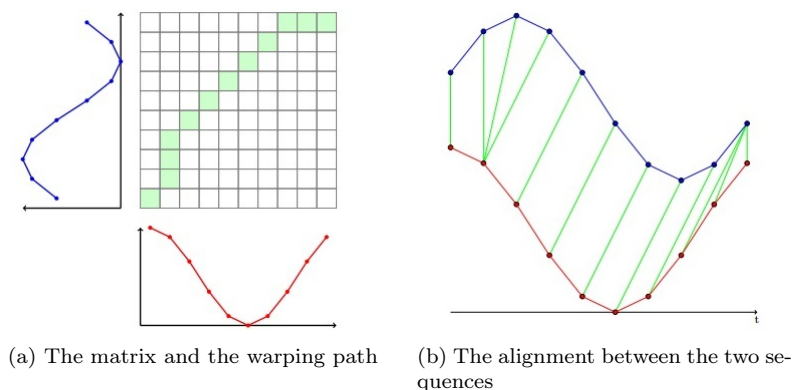 t
(a) The matrix and the warping path
(b) The alignment between the two se-
quences